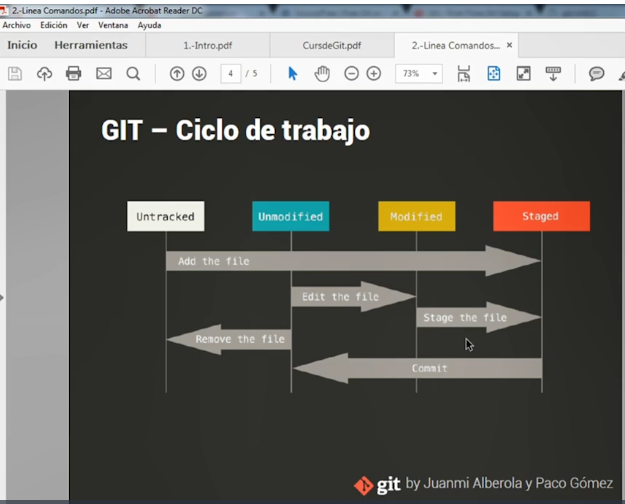 2.-Linea Comandos.pdf - Adobe Acrobat Reader DC
Archivo Edición Ver Ventana Ayuda
Inicio Herramientas 1.-Intro.pdf CursdeGit.pdf 2.-Linea Comandos... ×
4 / 5 73%
GIT – Ciclo de trabajo
Untracked Unmodified Modified Staged
Add the file
Edit the file
Stage the file
Remove the file
Commit
git by Juanmi Alberola y Paco Gómez